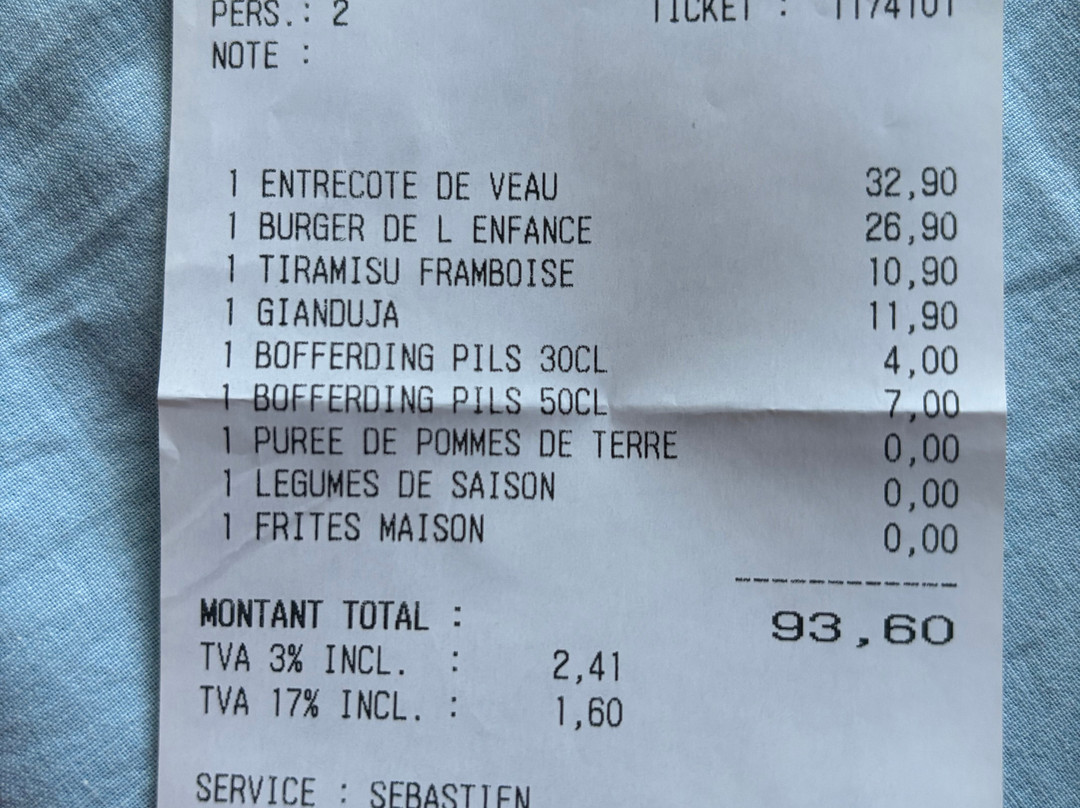 PERS.: 2 TICKET : 1174101
NOTE :
1 ENTRECOTE DE VEAU 32,90
1 BURGER DE L ENFANCE 26,90
1 TIRAMISU FRAMBOISE 10,90
1 GIANDUJA 11,90
1 BOFFERDING PILS 30CL 4,00
1 BOFFERDING PILS 50CL 7,00
1 PUREE DE POMMES DE TERRE 0,00
1 LEGUMES DE SAISON 0,00
1 FRITES MAISON 0,00
MONTANT TOTAL : 93,60
TVA 3% INCL. : 2,41
TVA 17% INCL. : 1,60
SERVICE : SEBASTIEN